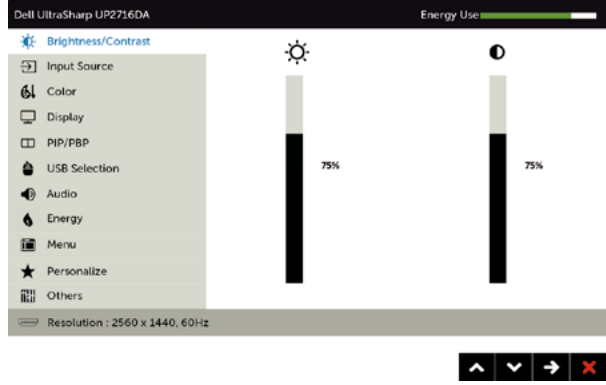 Dell UltraSharp UP2716DA
Energy Use
Brightness/Contrast
Input Source
Color
Display
PIP/PBP
USB Selection
Audio
Energy
Menu
Personalize
Others
75%
75%
Resolution : 2560 x 1440, 60Hz